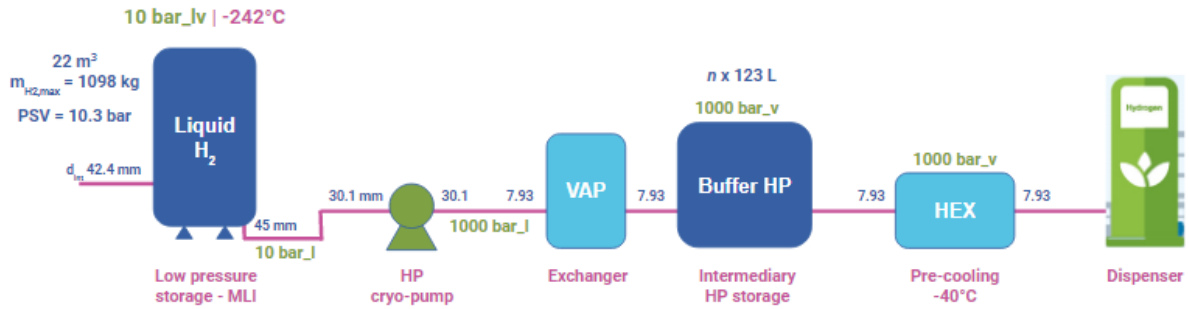 10 bar_lv | -242°C
22 m³
m_H2,max = 1098 kg
PSV = 10.3 bar
Liquid
H₂
d_int 42.4 mm
45 mm
10 bar_l
Low pressure
storage - MLI
30.1 mm
30.1
1000 bar_l
HP
cryo-pump
7.93
VAP
7.93
Exchanger
n x 123 L
1000 bar_v
Buffer HP
Intermediary
HP storage
7.93
1000 bar_v
HEX
7.93
Pre-cooling
-40°C
Hydrogen
Dispenser